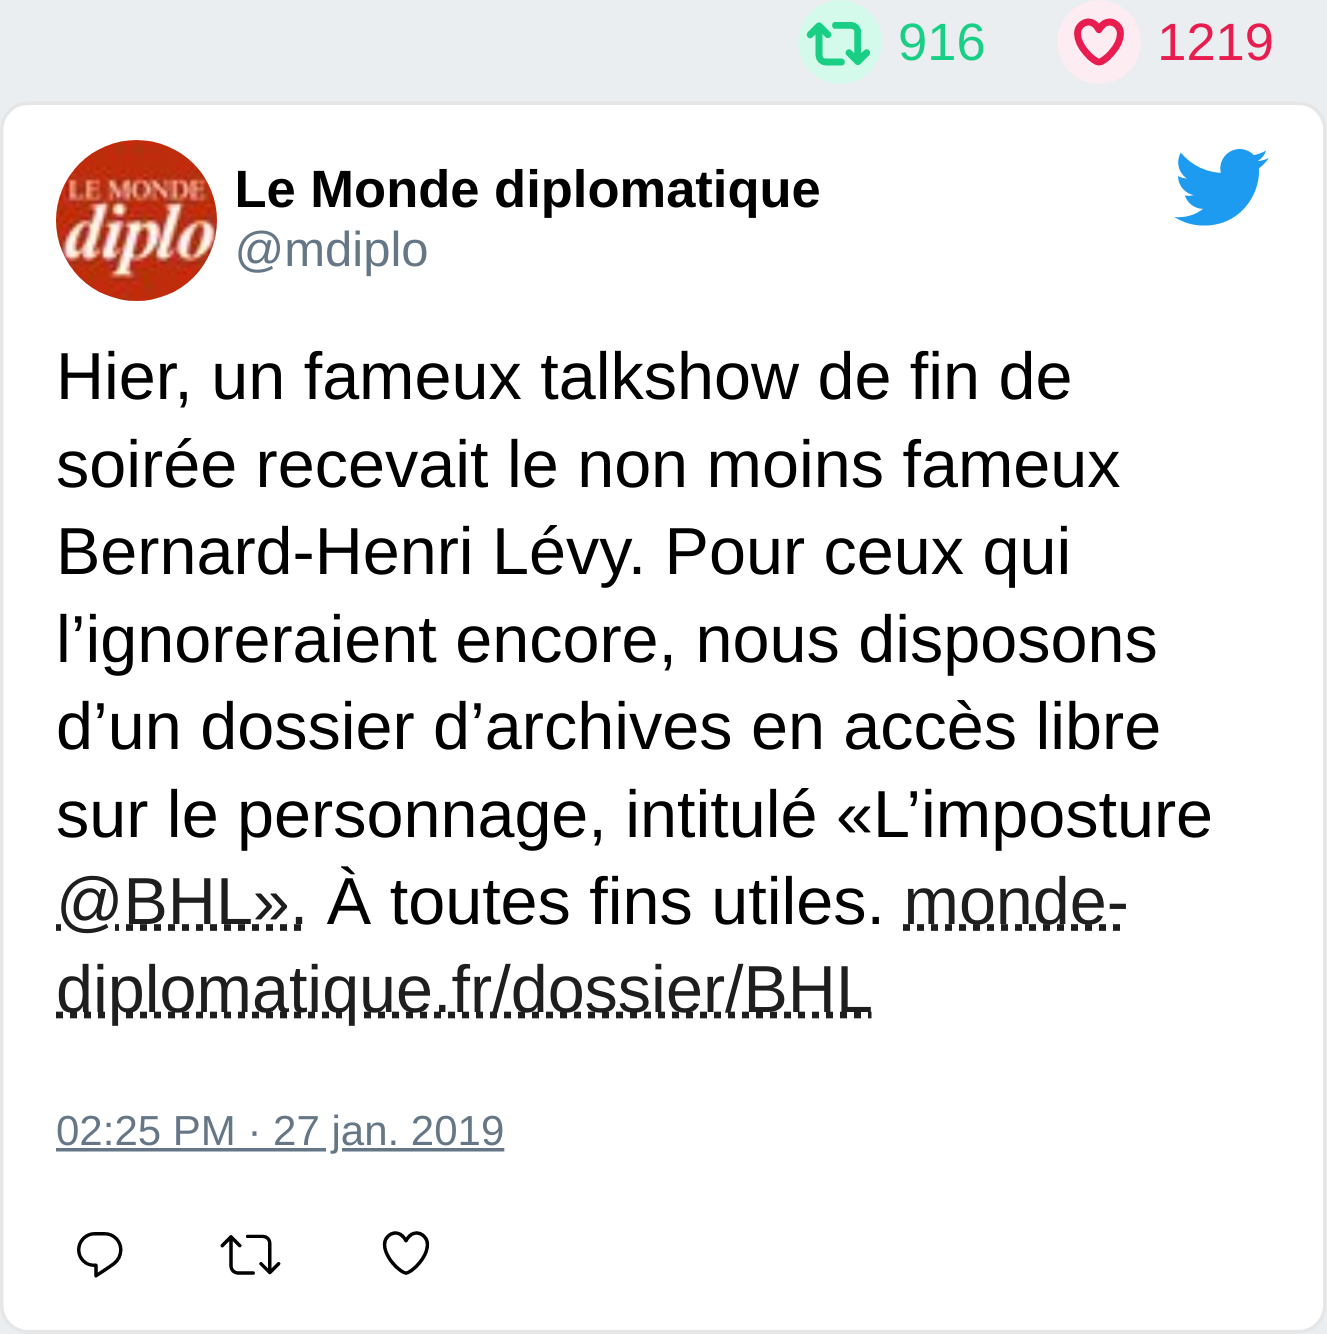 916 1219
LE MONDE
diplo
Le Monde diplomatique
@mdiplo
Hier, un fameux talkshow de fin de
soirée recevait le non moins fameux
Bernard-Henri Lévy. Pour ceux qui
l’ignoreraient encore, nous disposons
d’un dossier d’archives en accès libre
sur le personnage, intitulé «L’imposture
@BHL». À toutes fins utiles. monde-
diplomatique.fr/dossier/BHL
02:25 PM · 27 jan. 2019